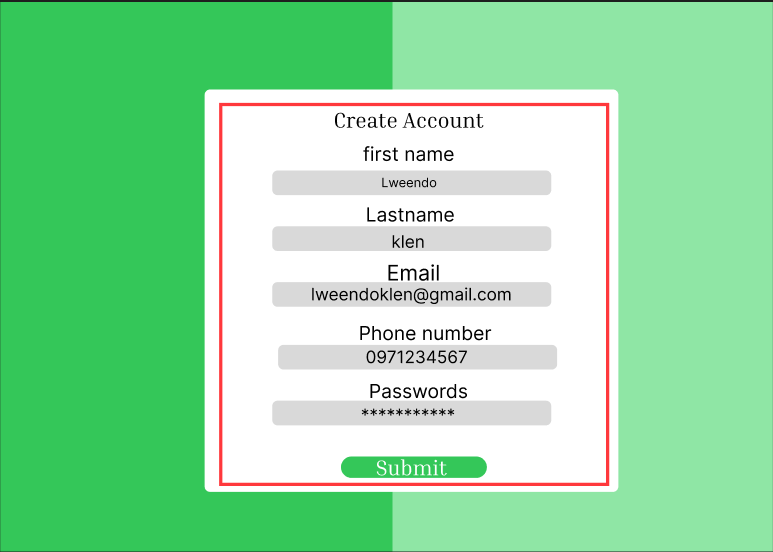 Create Account
first name
Lweendo
Lastname
klen
Email
lweendoklen@gmail.com
Phone number
0971234567
Passwords
***********
Submit